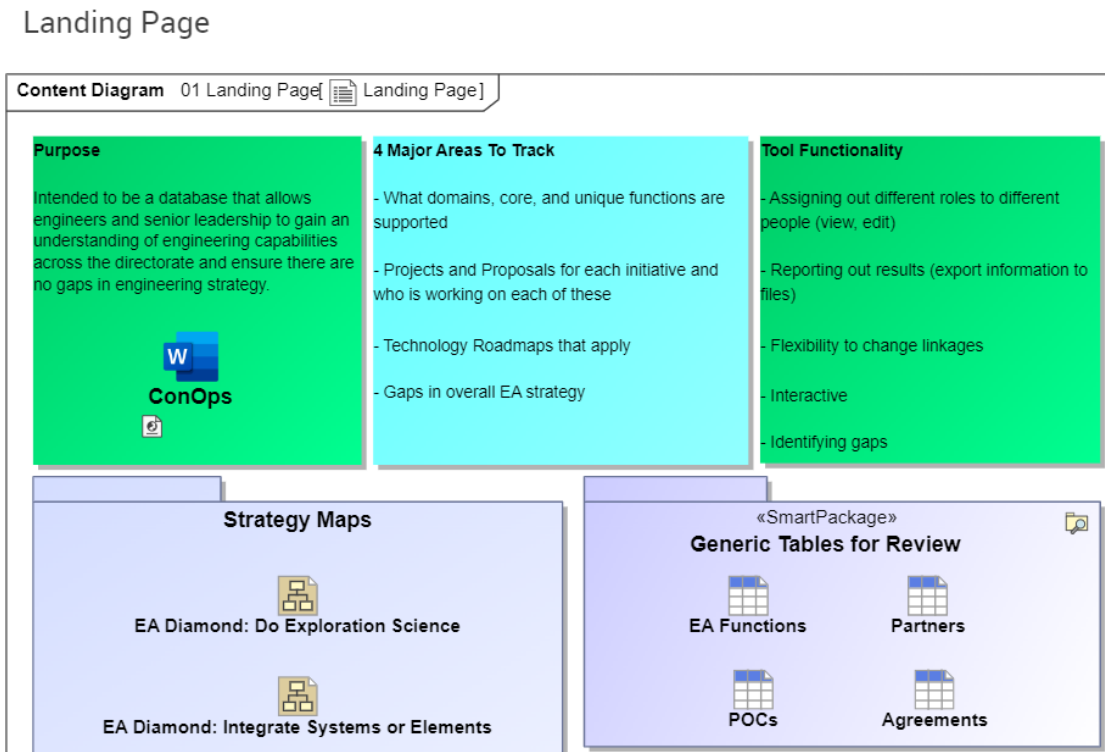 Landing Page
Content Diagram 01 Landing Page[ Landing Page ]
Purpose
Intended to be a database that allows
engineers and senior leadership to gain an
understanding of engineering capabilities
across the directorate and ensure there are
no gaps in engineering strategy.
W
ConOps
4 Major Areas To Track
- What domains, core, and unique functions are
supported
- Projects and Proposals for each initiative and
who is working on each of these
- Technology Roadmaps that apply
- Gaps in overall EA strategy
Tool Functionality
- Assigning out different roles to different
people (view, edit)
- Reporting out results (export information to
files)
- Flexibility to change linkages
- Interactive
- Identifying gaps
Strategy Maps
EA Diamond: Do Exploration Science
EA Diamond: Integrate Systems or Elements
«SmartPackage»
Generic Tables for Review
EA Functions
Partners
POCs
Agreements